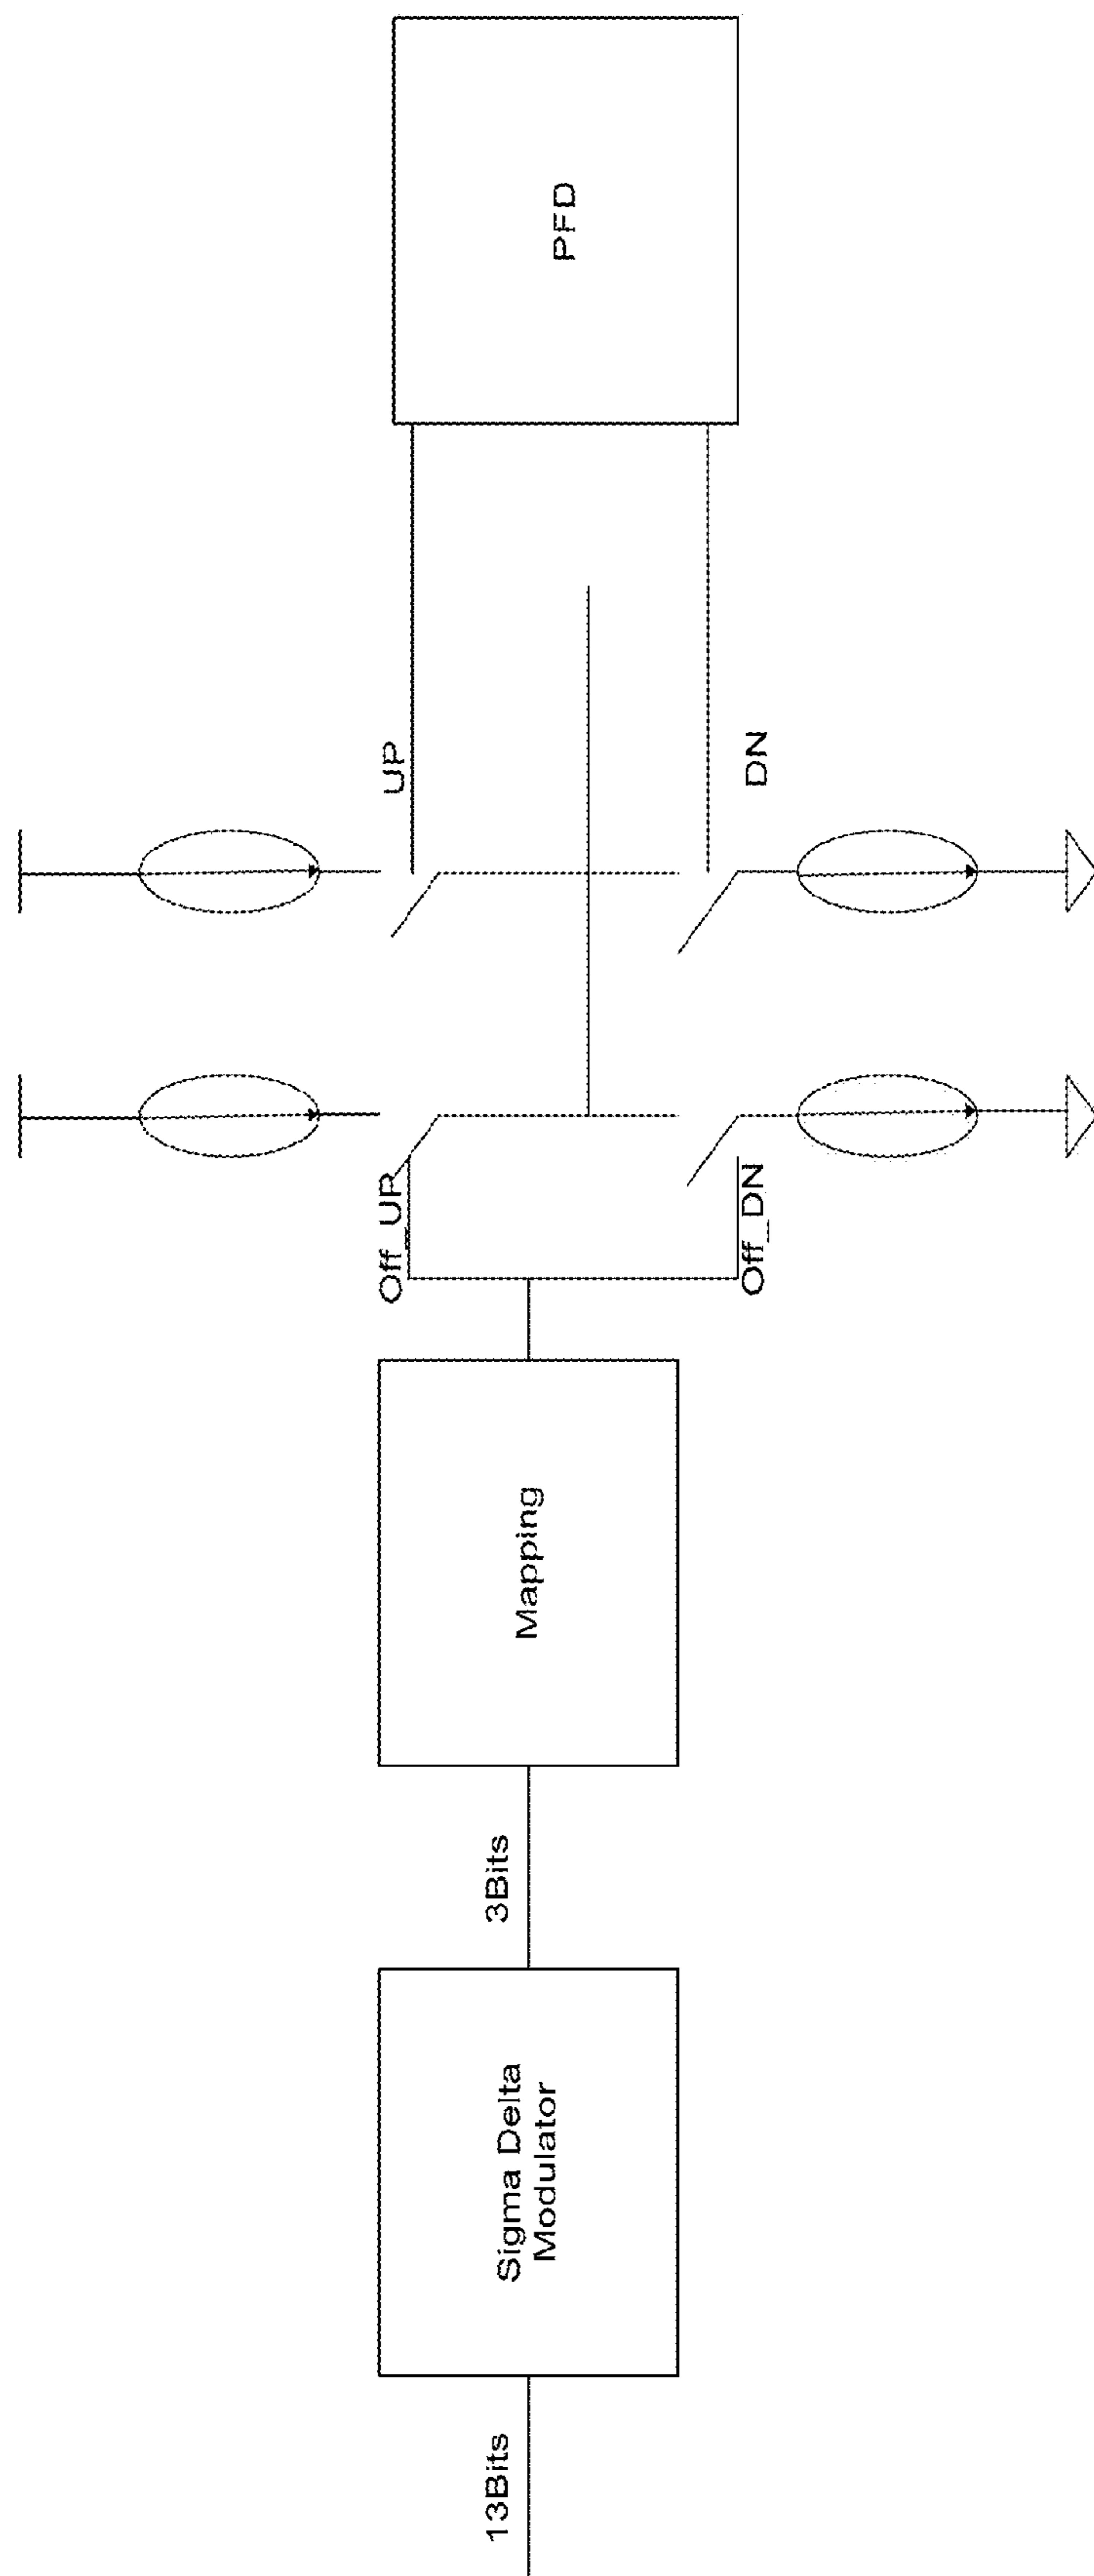 13Bits
Sigma Delta
Modulator
3Bits
Mapping
Off_UP
Off_DN
UP
DN
PFD